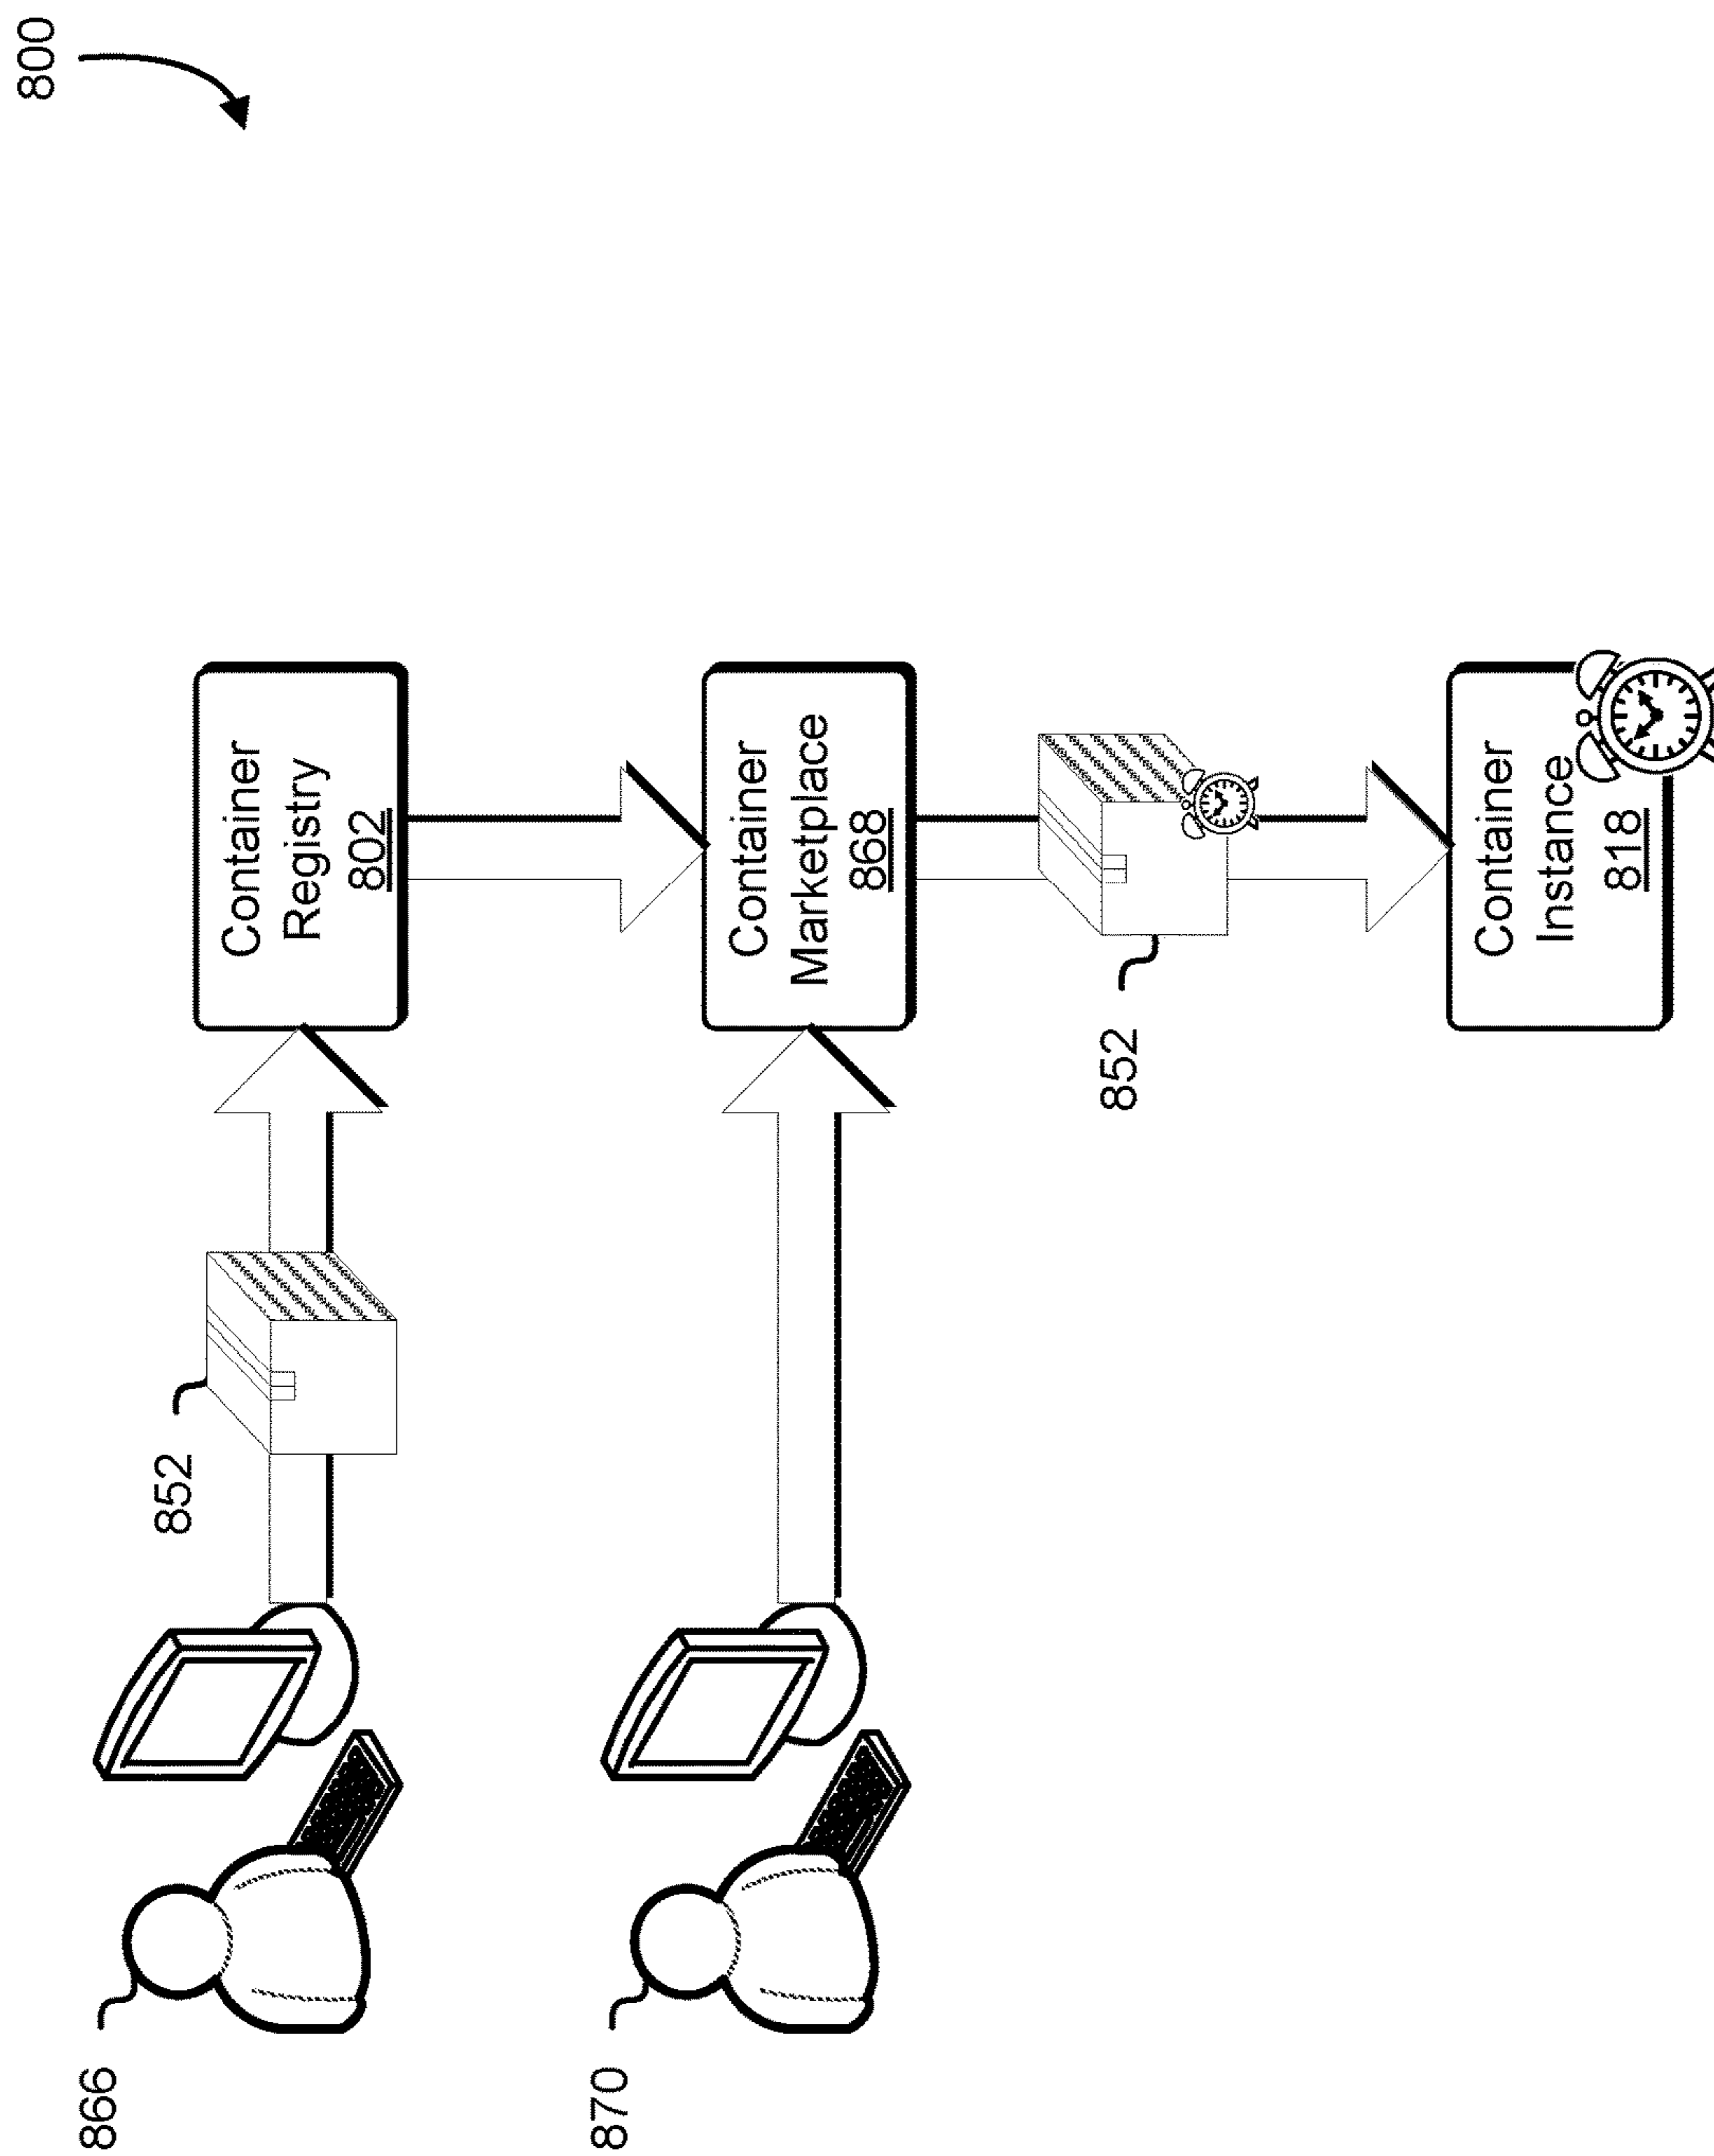 800
866
852
Container
Registry
802
870
Container
Marketplace
868
852
Container
Instance
818